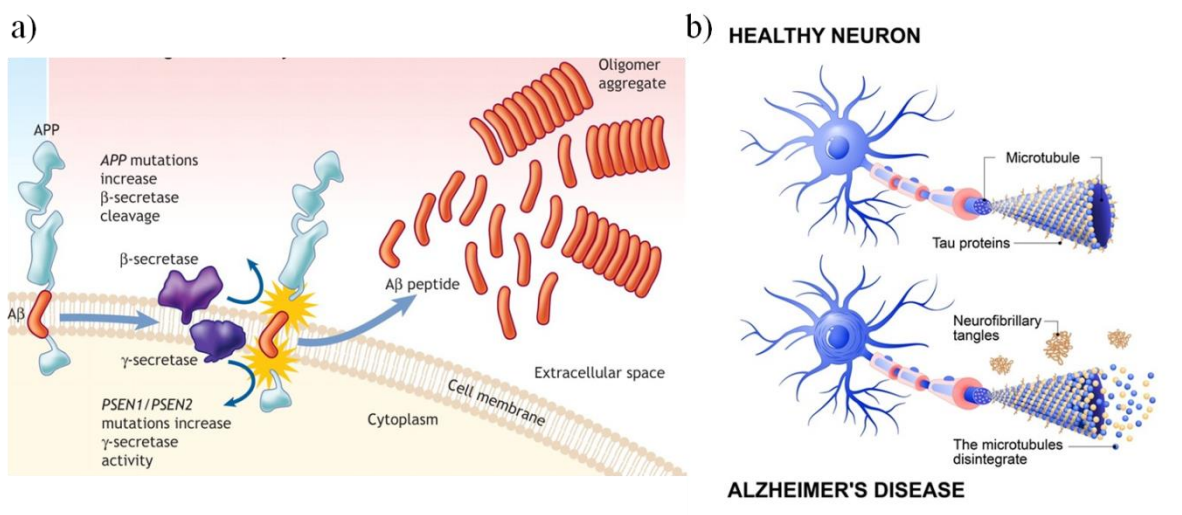 a)
Oligomer
aggregate
APP
APP mutations
increase
β-secretase
cleavage
β-secretase
Aβ peptide
Aβ
γ-secretase
Extracellular space
Cell membrane
PSEN1/PSEN2
mutations increase
γ-secretase
activity
Cytoplasm
b)
HEALTHY NEURON
Microtubule
Tau proteins
Neurofibrillary
tangles
The microtubules
disintegrate
ALZHEIMER'S DISEASE